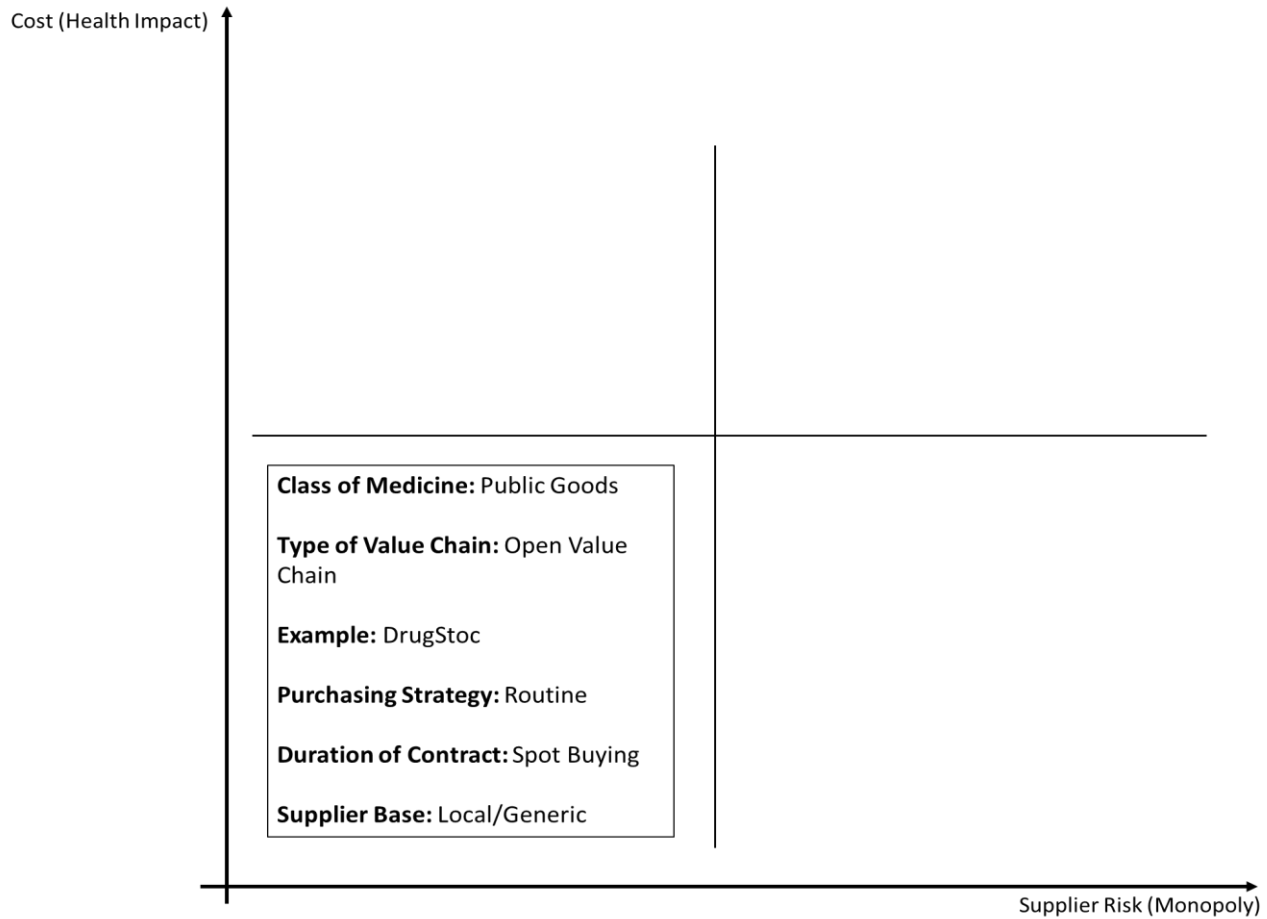 Cost (Health Impact)
Class of Medicine: Public Goods
Type of Value Chain: Open Value
Chain
Example: DrugStoc
Purchasing Strategy: Routine
Duration of Contract: Spot Buying
Supplier Base: Local/Generic
Supplier Risk (Monopoly)